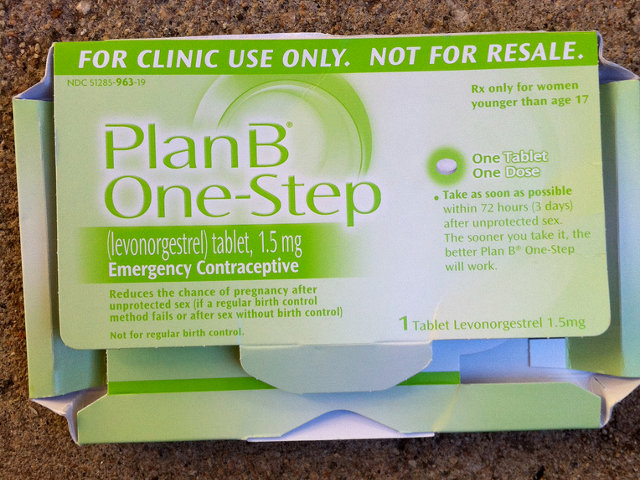 FOR CLINIC USE ONLY. NOT FOR RESALE.
NDC 51285-963-19
Rx only for women
younger than age 17
Plan B®
One-Step
(levonorgestrel) tablet, 1.5 mg
Emergency Contraceptive
Reduces the chance of pregnancy after
unprotected sex (if a regular birth control
method fails or after sex without birth control)
Not for regular birth control.
One Tablet
One Dose
• Take as soon as possible
within 72 hours (3 days)
after unprotected sex.
The sooner you take it, the
better Plan B® One-Step
will work.
1 Tablet Levonorgestrel 1.5mg